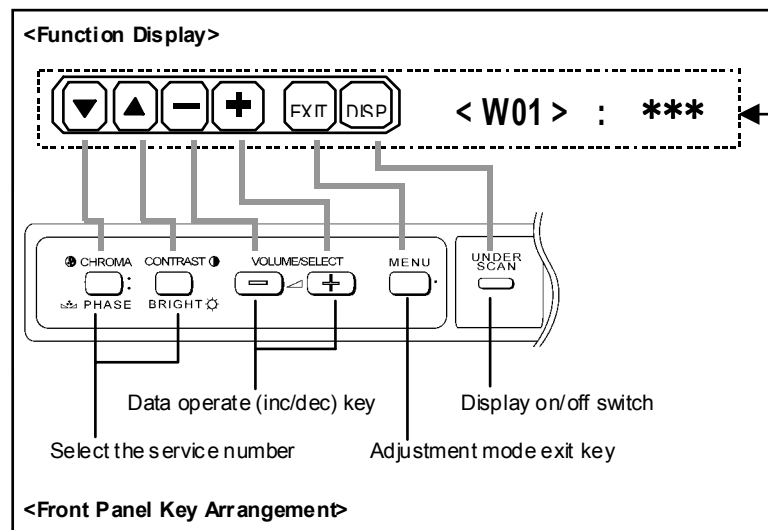 <Function Display>
EXIT DISP <W01> : ***
CHROMA CONTRAST VOLUME/SELECT MENU UNDER SCAN
PHASE BRIGHT
Data operate (inc/dec) key Display on/off switch
Select the service number Adjustment mode exit key
<Front Panel Key Arrangement>